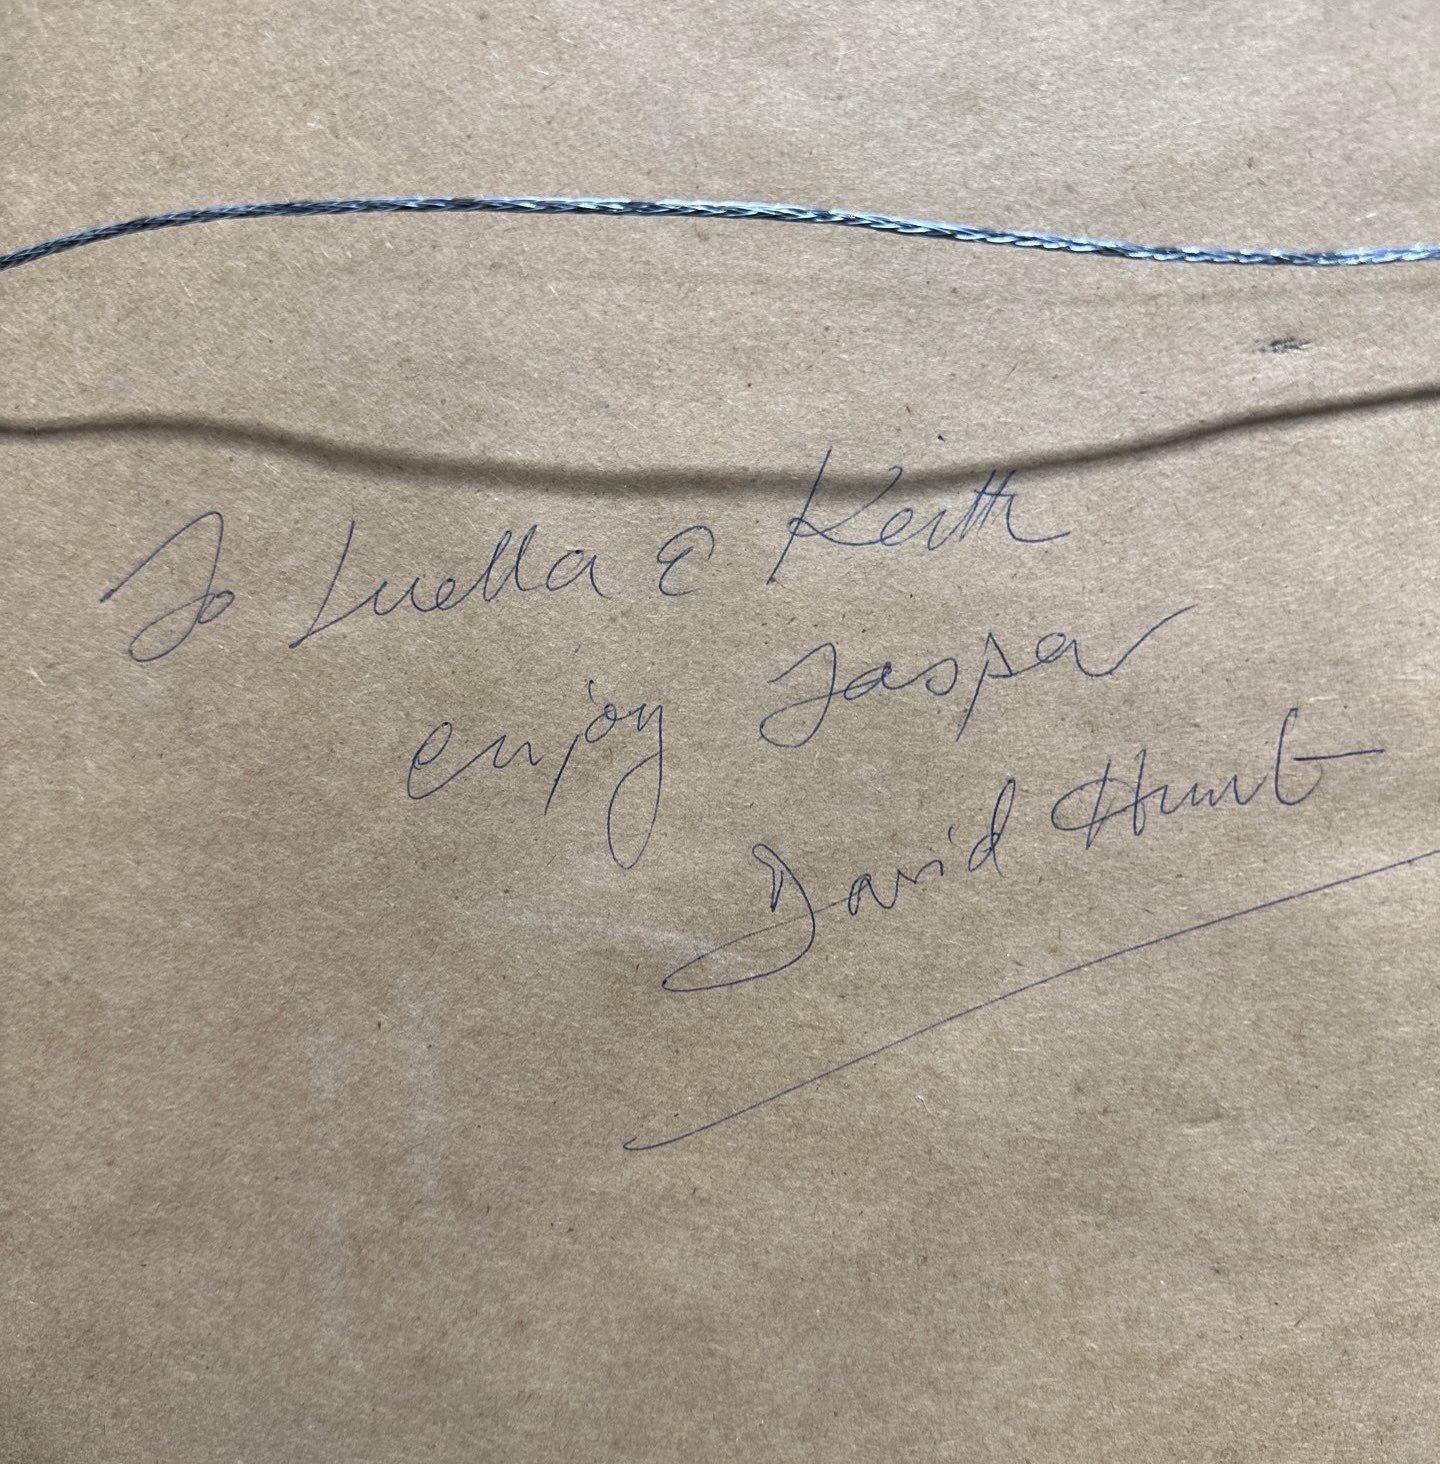 To Luella & Keith
enjoy Jasper
David Hunt